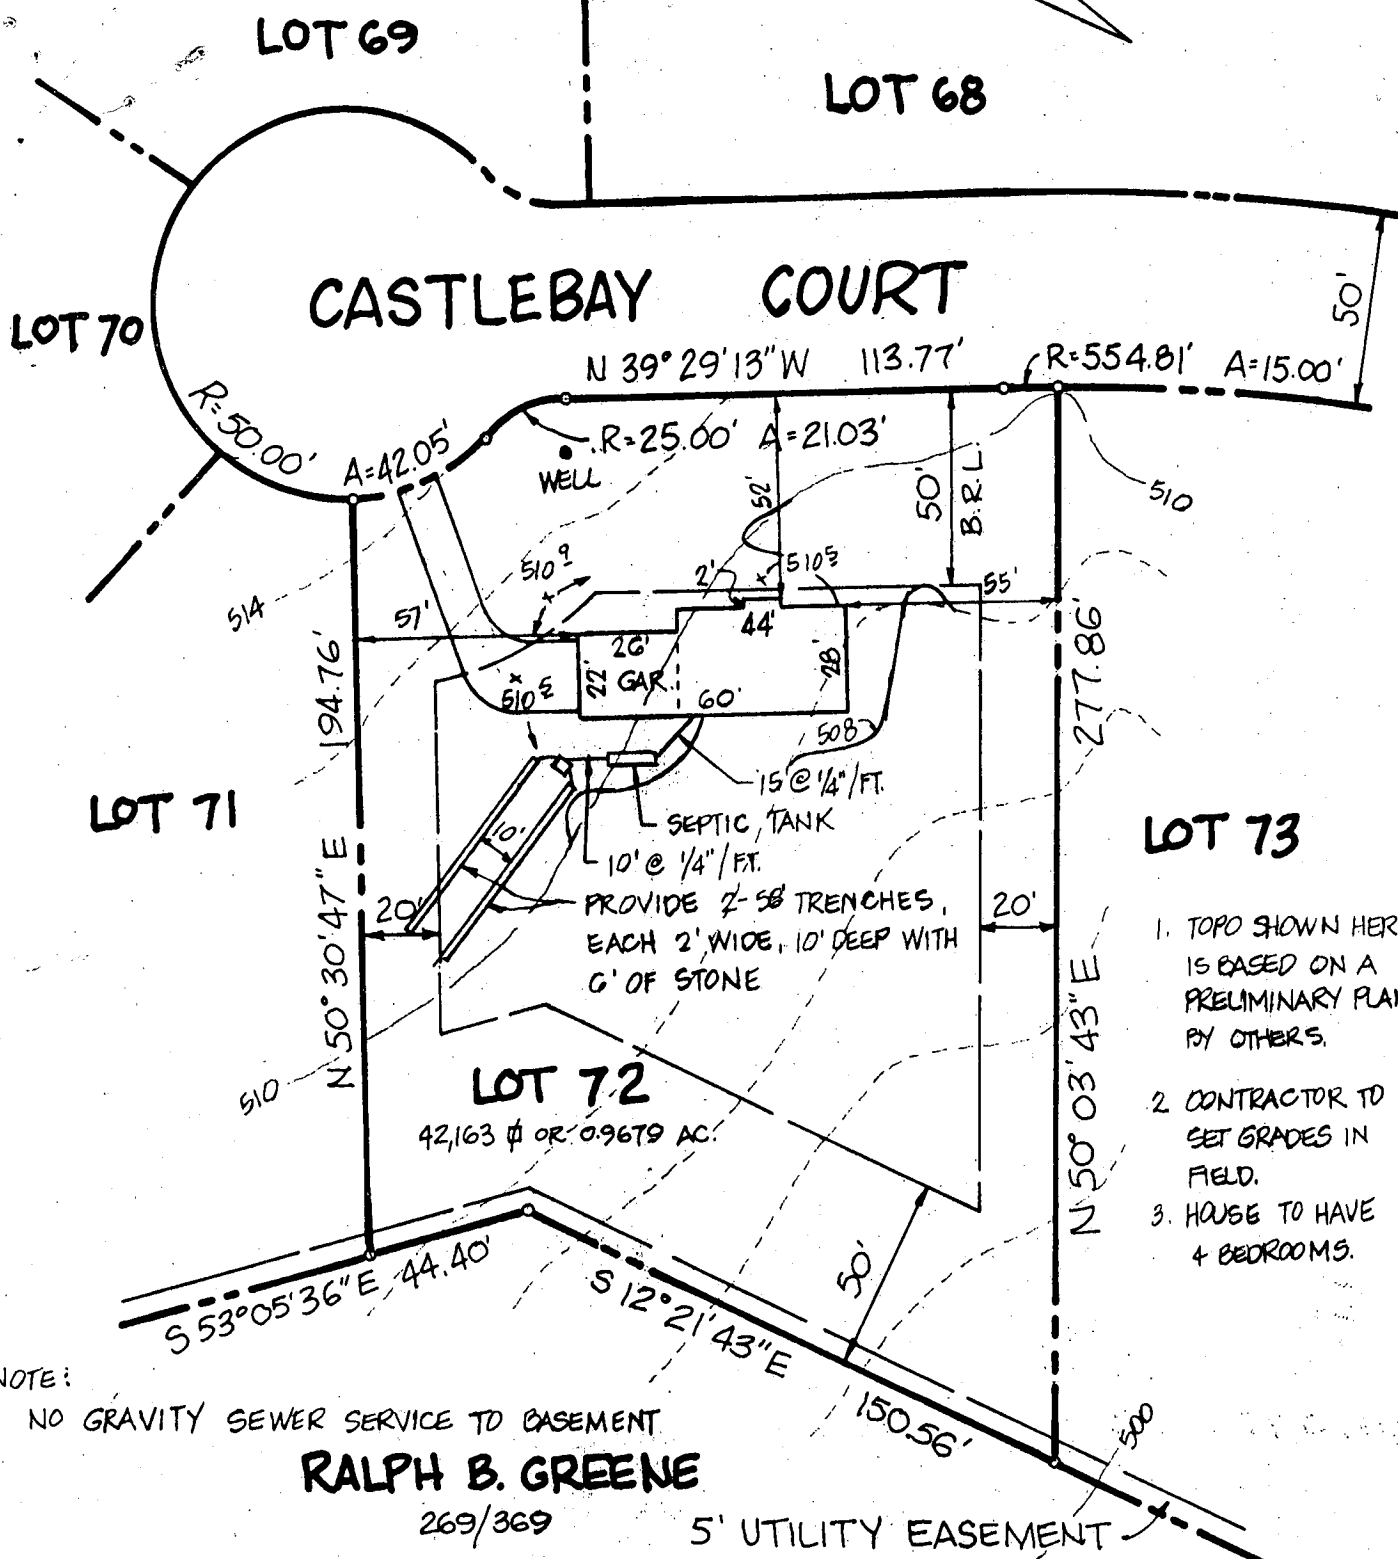 LOT 69
LOT 68
CASTLEBAY COURT
50'
LOT 70
N 39° 29' 13" W 113.77'
R=554.81' A=15.00'
R=50.00'
A=42.05'
R=25.00' A=21.03'
WELL
52'
50'
B.R.L.
510
514
510 9
2'
510 5
55'
57'
44'
26'
22'
GAR.
28'
60'
510 5
508
194.76'
277.86'
15' @ 1/4"/FT.
LOT 71
SEPTIC TANK
LOT 73
10'
10' @ 1/4"/FT.
20'
PROVIDE 2-58' TRENCHES,
EACH 2' WIDE, 10' DEEP WITH
6' OF STONE
20'
N 50° 30' 47" E
N 50° 03' 43" E
1. TOPO SHOWN HER
IS BASED ON A
PRELIMINARY PLAN
BY OTHERS.
510
LOT 72
42,163 ⏀ OR 0.9679 AC.
2 CONTRACTOR TO
SET GRADES IN
FIELD.
3. HOUSE TO HAVE
4 BEDROOMS.
50'
S 53° 05' 36" E 44.40'
S 12° 21' 43" E
150.56'
500
NOTE:
NO GRAVITY SEWER SERVICE TO BASEMENT
RALPH B. GREENE
269/369
5' UTILITY EASEMENT